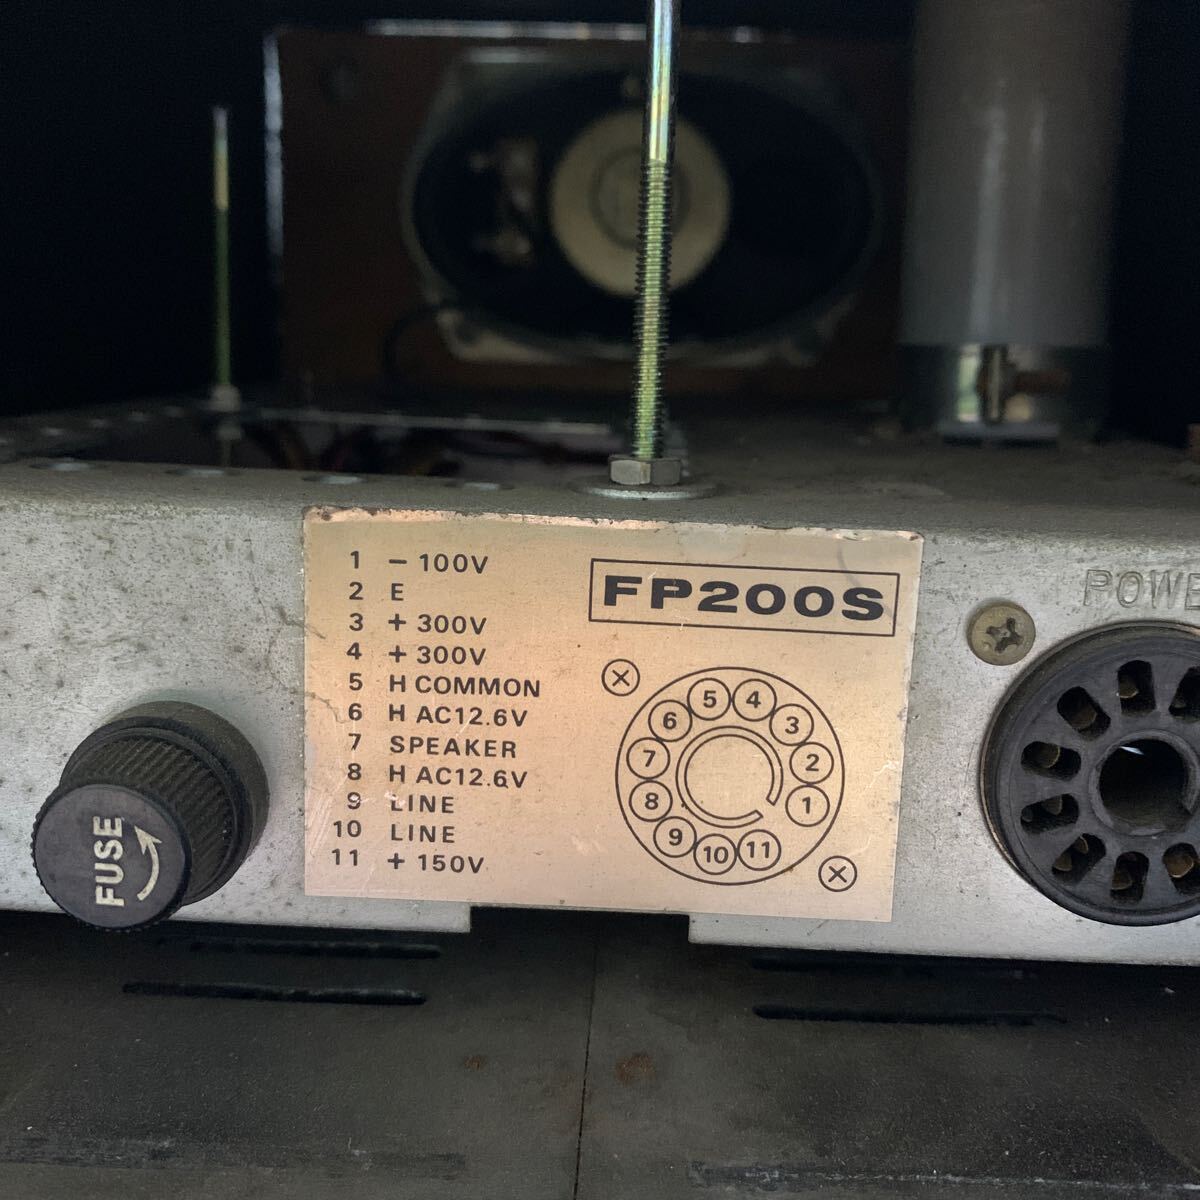 1 − 100V
2 E
3 + 300V
4 + 300V
5 H COMMON
6 H AC12.6V
7 SPEAKER
8 H AC12.6V
9 LINE
10 LINE
11 + 150V
FP200S
5 4
6 3
7 2
8 1
9 10 11
FUSE
POWE